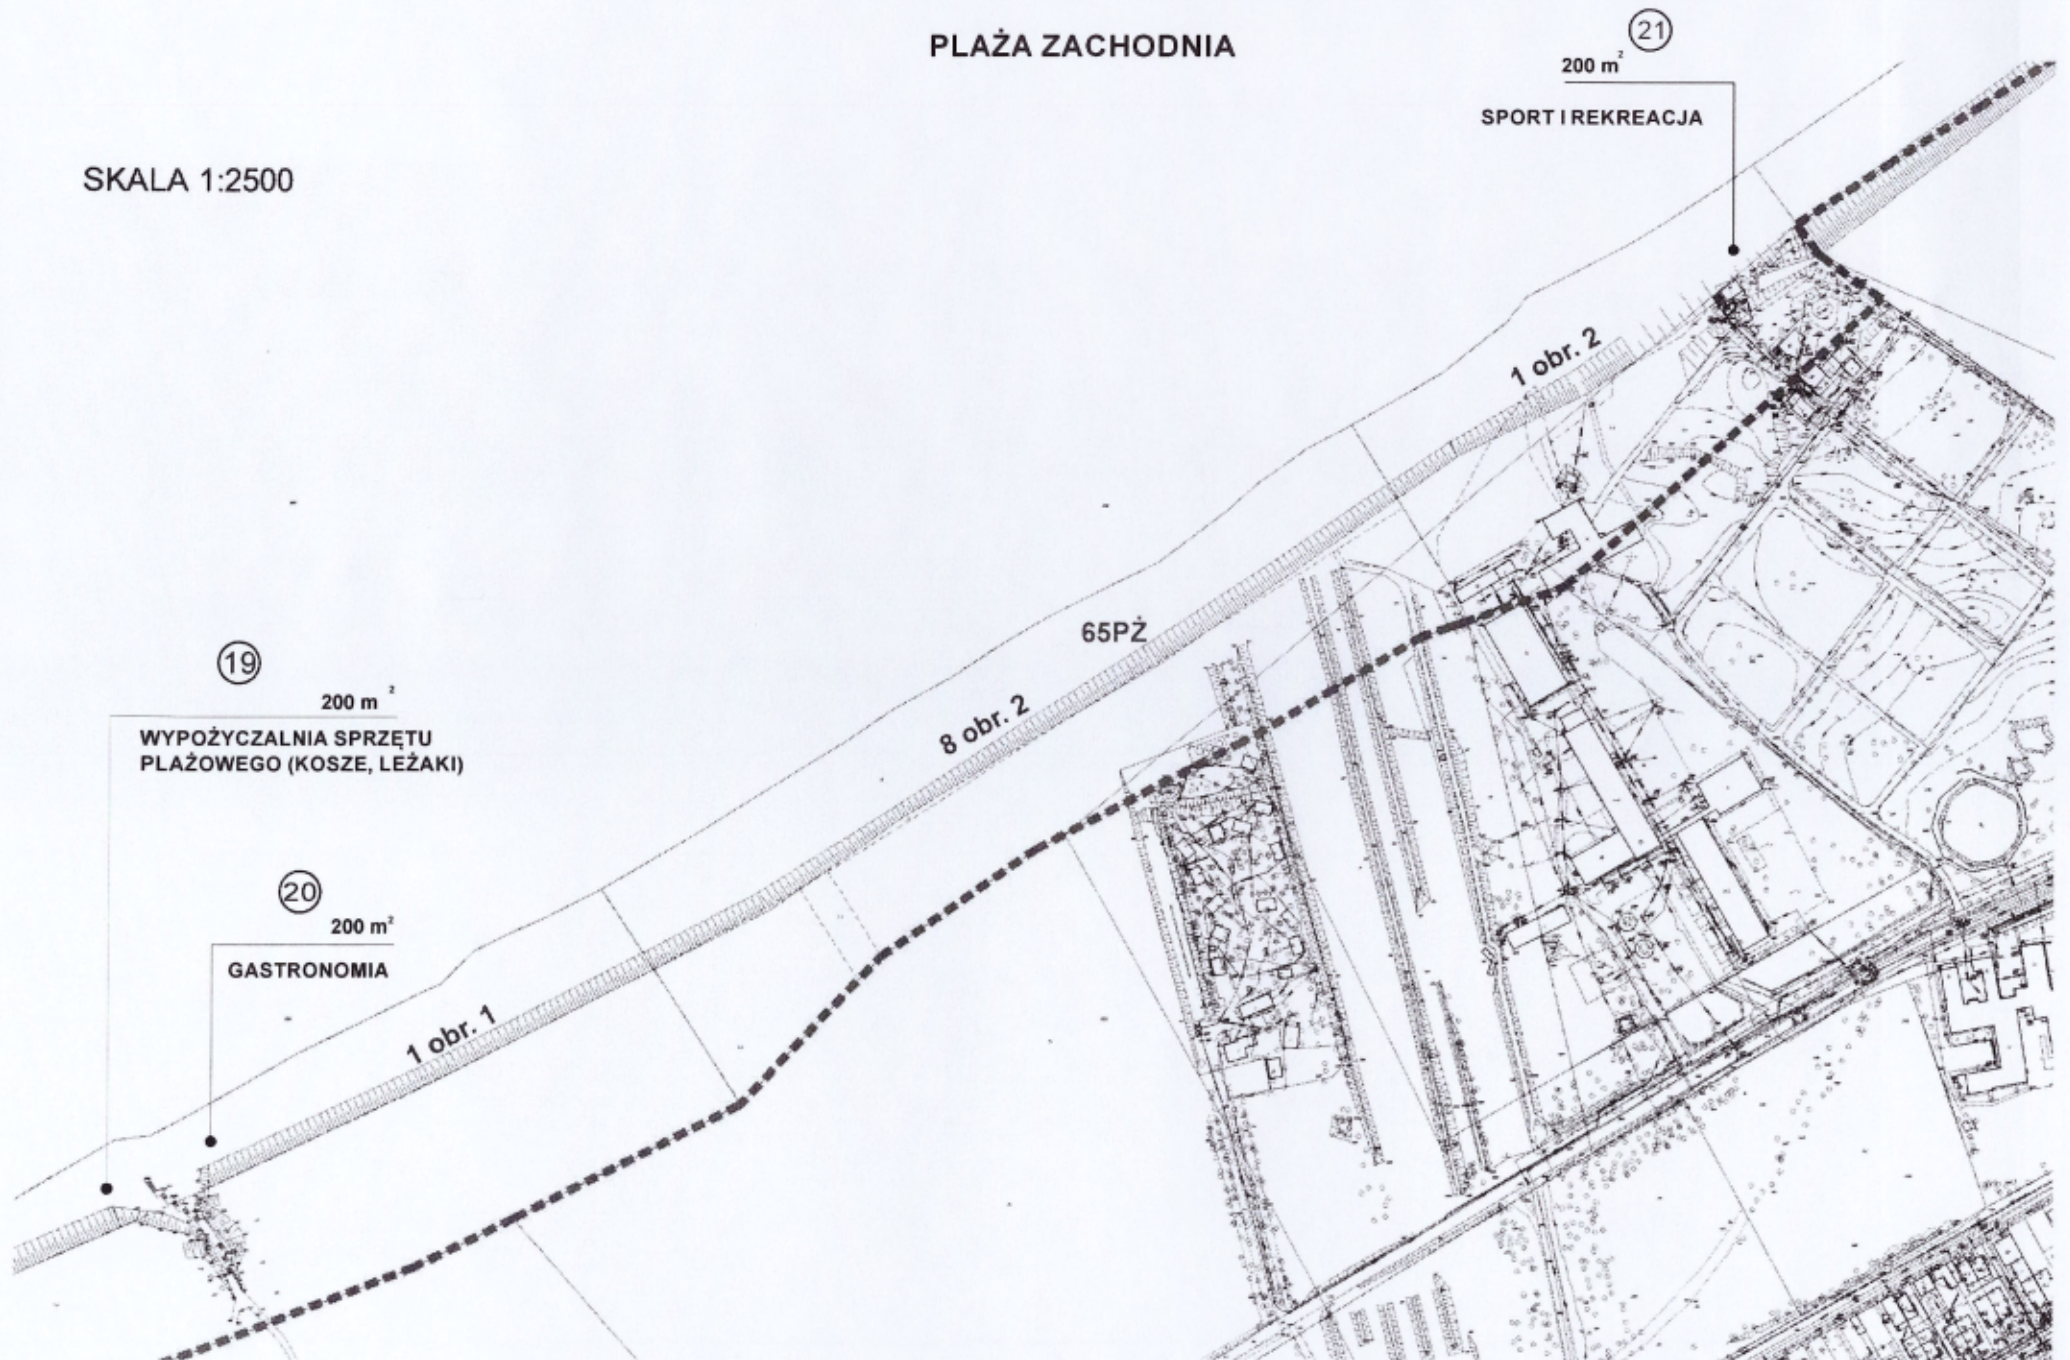 PLAŻA ZACHODNIA
21
200 m²
SPORT I REKREACJA
SKALA 1:2500
1 obr. 2
65PŻ
19
200 m²
WYPOŻYCZALNIA SPRZĘTU
PLAŻOWEGO (KOSZE, LEŻAKI)
8 obr. 2
20
200 m²
GASTRONOMIA
1 obr. 1